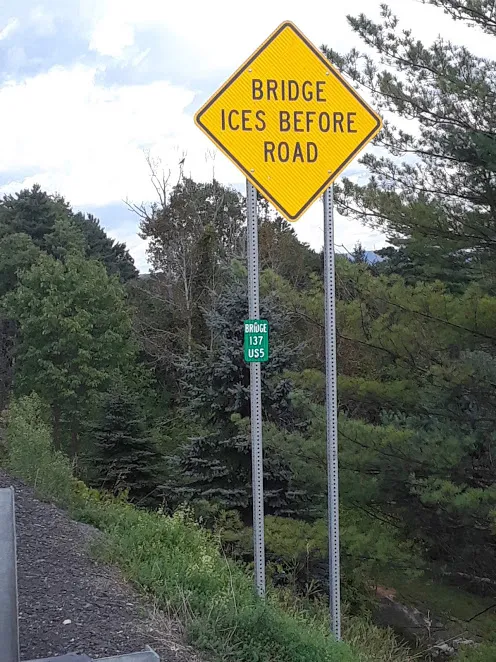 BRIDGE
ICES BEFORE
ROAD
BRIDGE
137
US5